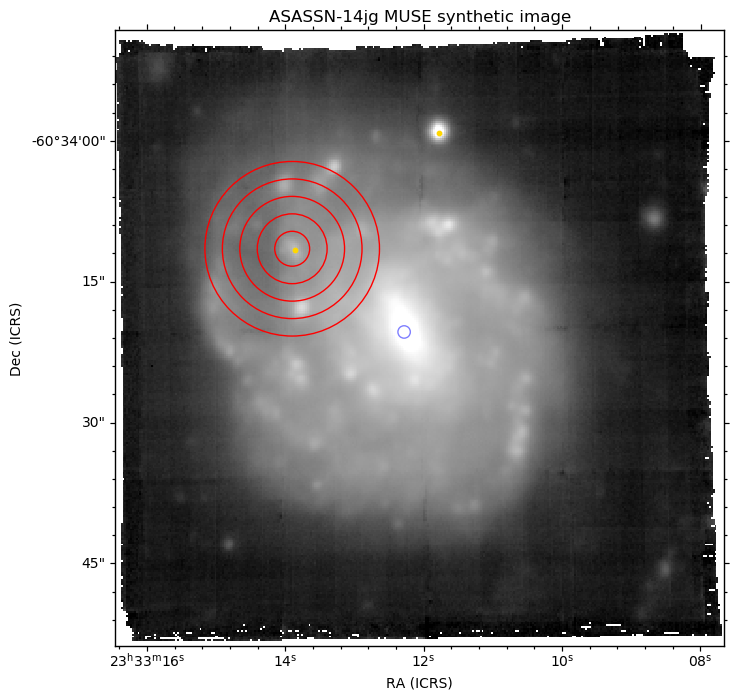 ASASSN-14jg MUSE synthetic image
-60°34'00"
15"
30"
45"
Dec (ICRS)
23ʰ33ᵐ16ˢ
14ˢ
12ˢ
10ˢ
08ˢ
RA (ICRS)